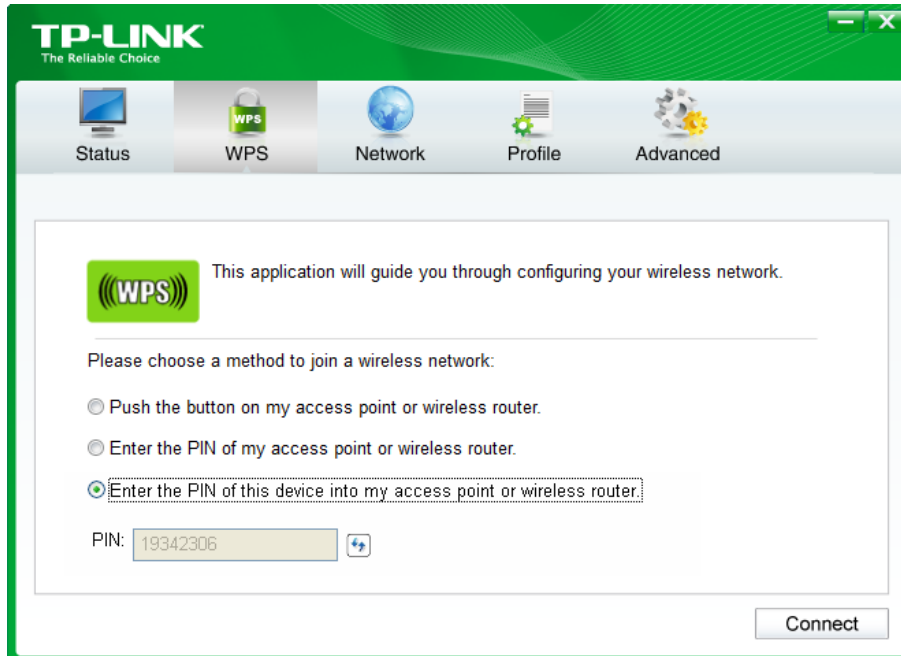 TP-LINK
The Reliable Choice
Status WPS Network Profile Advanced
WPS
(((WPS)))
This application will guide you through configuring your wireless network.
Please choose a method to join a wireless network:
Push the button on my access point or wireless router.
Enter the PIN of my access point or wireless router.
Enter the PIN of this device into my access point or wireless router.
PIN: 19342306
Connect